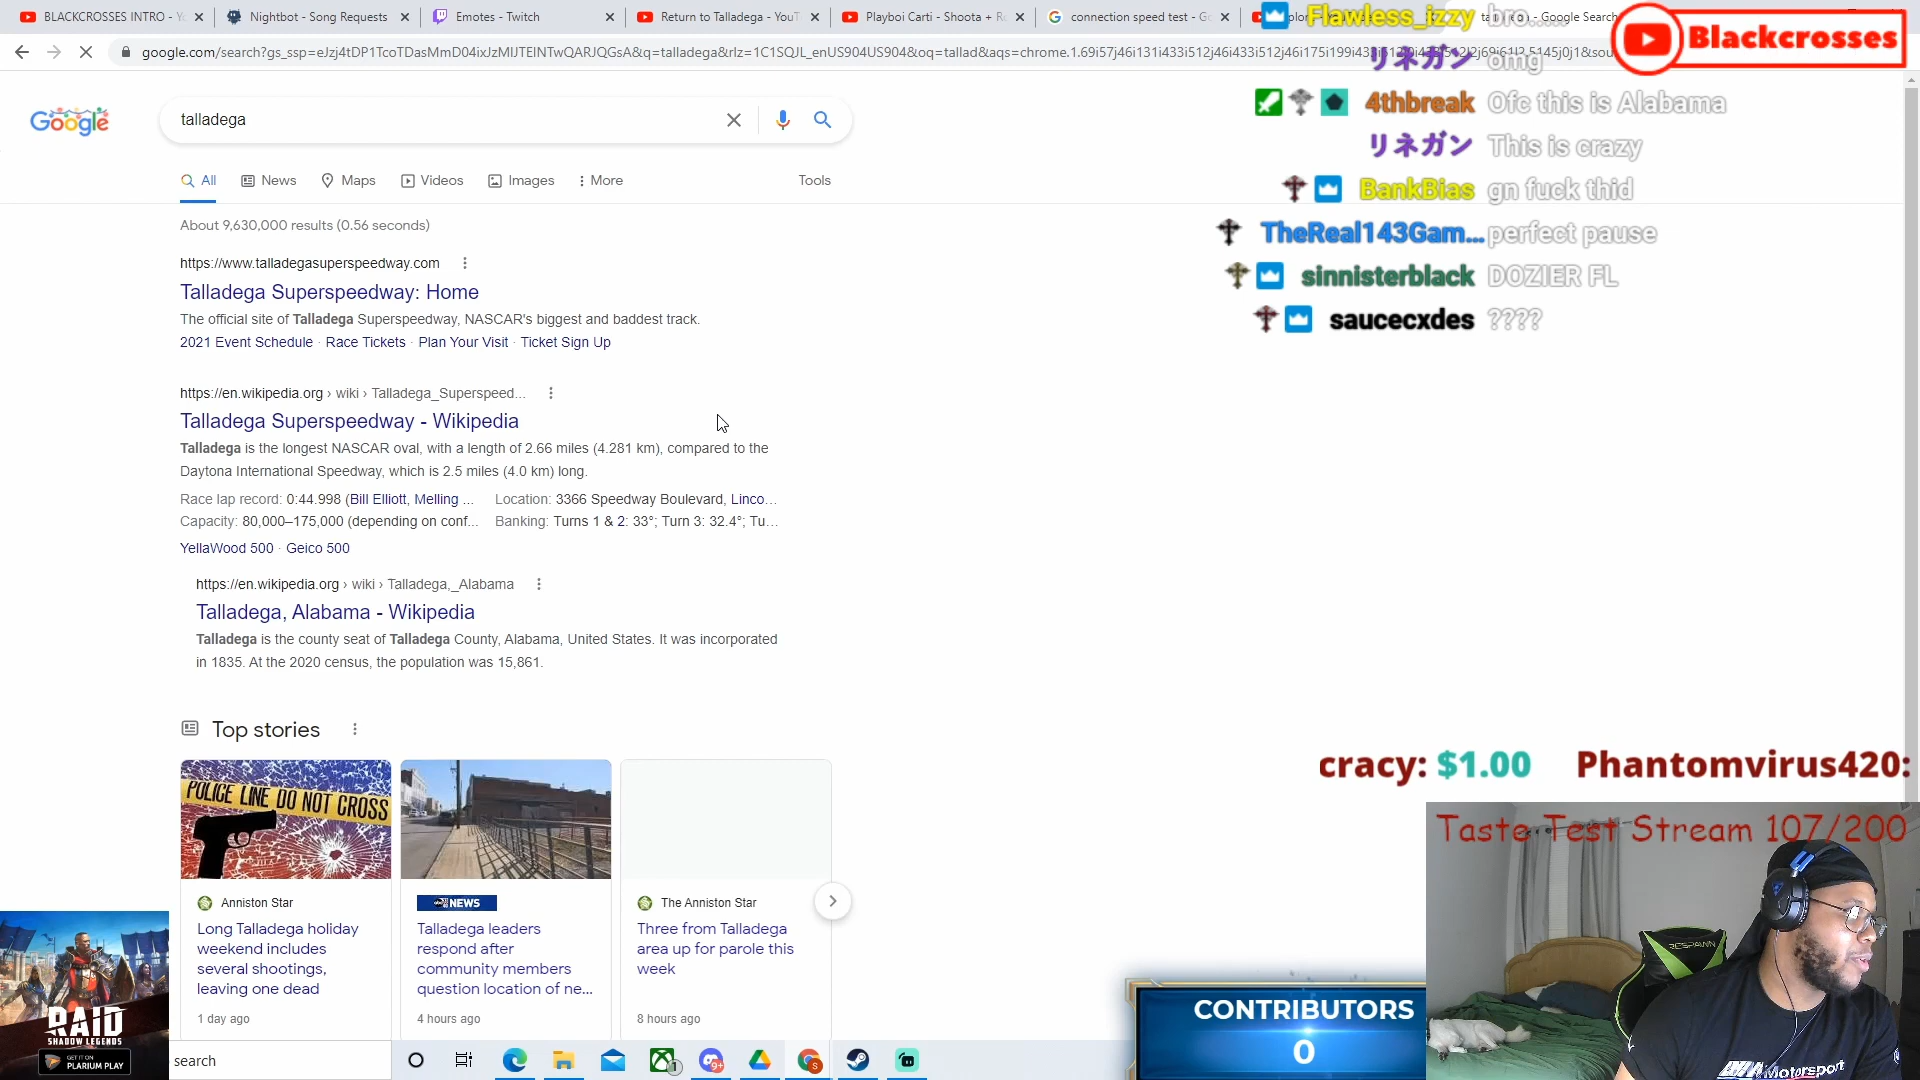 BLACKCROSSES INTRO - Yo
Nightbot - Song Requests
Emotes - Twitch
Return to Talladega - YouT
Playboi Carti - Shoota + R
connection speed test - G
- Google Search
Flawless_izzy bro.....
Blackcrosses
google.com/search?gs_ssp=eJzj4tDP1TcoTDasMmD04ixJzMlJTElNTwQARJQGsA&q=talladega&rlz=1C1SQJL_enUS904US904&oq=tallad&aqs=chrome.1.69i57j46i131i433i512j46i433i512j46i175i199i433i512
リネガン omg
Google
talladega
4thbreak Ofc this is Alabama
リネガン This is crazy
All
News
Maps
Videos
Images
More
Tools
BankBias gn fuck thid
About 9,630,000 results (0.56 seconds)
TheReal143Gam... perfect pause
https://www.talladegasuperspeedway.com
sinnisterblack DOZIER FL
Talladega Superspeedway: Home
The official site of Talladega Superspeedway, NASCAR's biggest and baddest track.
saucecxdes ????
2021 Event Schedule · Race Tickets · Plan Your Visit · Ticket Sign Up
https://en.wikipedia.org › wiki › Talladega_Superspeed...
Talladega Superspeedway - Wikipedia
Talladega is the longest NASCAR oval, with a length of 2.66 miles (4.281 km), compared to the
Daytona International Speedway, which is 2.5 miles (4.0 km) long.
Race lap record: 0:44.998 (Bill Elliott, Melling ...
Location: 3366 Speedway Boulevard, Linco...
Capacity: 80,000–175,000 (depending on conf...
Banking: Turns 1 & 2: 33°; Turn 3: 32.4°; Tu...
YellaWood 500 · Geico 500
https://en.wikipedia.org › wiki › Talladega,_Alabama
Talladega, Alabama - Wikipedia
Talladega is the county seat of Talladega County, Alabama, United States. It was incorporated
in 1835. At the 2020 census, the population was 15,861.
Top stories
cracy: $1.00 Phantomvirus420:
POLICE LINE DO NOT CROSS
Taste Test Stream 107/200
Anniston Star
Long Talladega holiday
weekend includes
several shootings,
leaving one dead
1 day ago
abc NEWS
Talladega leaders
respond after
community members
question location of ne...
4 hours ago
The Anniston Star
Three from Talladega
area up for parole this
week
8 hours ago
RESPAWN
RAID
SHADOW LEGENDS
GET IT ON
PLARIUM PLAY
CONTRIBUTORS
0
search
1
9+
S
Motorsport